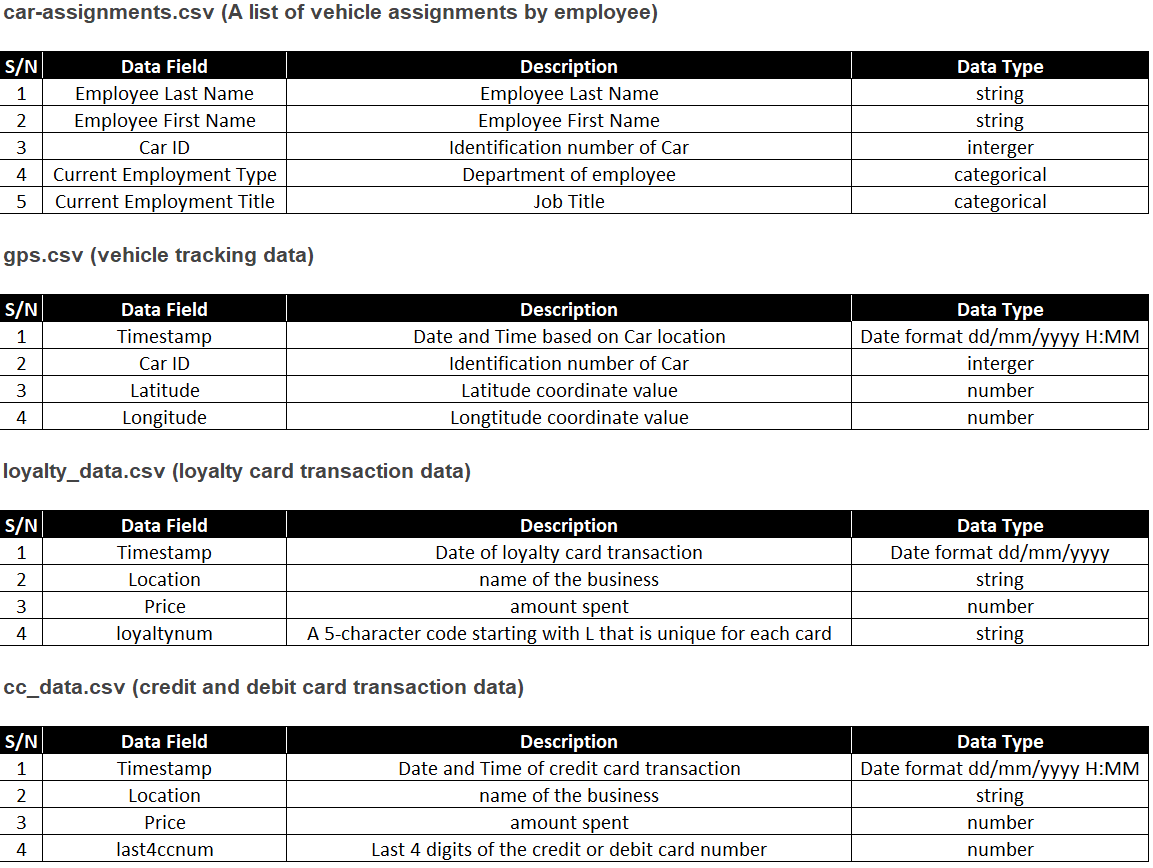 car-assignments.csv (A list of vehicle assignments by employee)
S/N Data Field Description Data Type
1 Employee Last Name Employee Last Name string
2 Employee First Name Employee First Name string
3 Car ID Identification number of Car interger
4 Current Employment Type Department of employee categorical
5 Current Employment Title Job Title categorical
gps.csv (vehicle tracking data)
S/N Data Field Description Data Type
1 Timestamp Date and Time based on Car location Date format dd/mm/yyyy H:MM
2 Car ID Identification number of Car interger
3 Latitude Latitude coordinate value number
4 Longitude Longtitude coordinate value number
loyalty_data.csv (loyalty card transaction data)
S/N Data Field Description Data Type
1 Timestamp Date of loyalty card transaction Date format dd/mm/yyyy
2 Location name of the business string
3 Price amount spent number
4 loyaltynum A 5-character code starting with L that is unique for each card string
cc_data.csv (credit and debit card transaction data)
S/N Data Field Description Data Type
1 Timestamp Date and Time of credit card transaction Date format dd/mm/yyyy H:MM
2 Location name of the business string
3 Price amount spent number
4 last4ccnum Last 4 digits of the credit or debit card number number